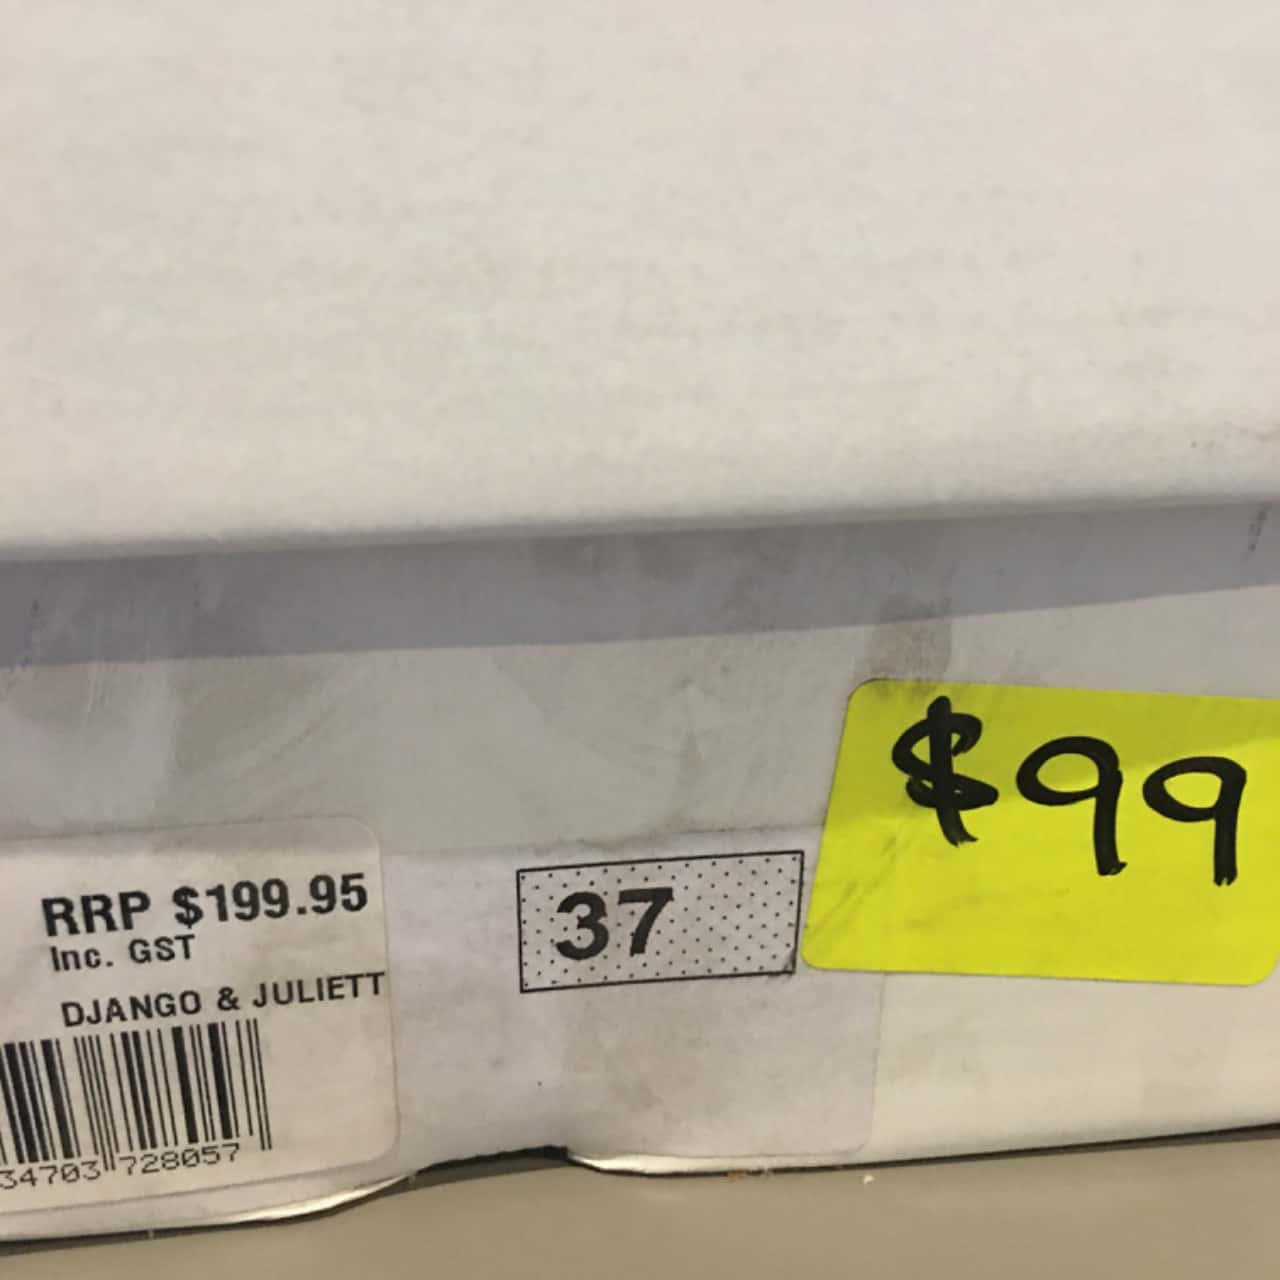 $99
RRP $199.95
Inc. GST
37
DJANGO & JULIETT
34703 728057